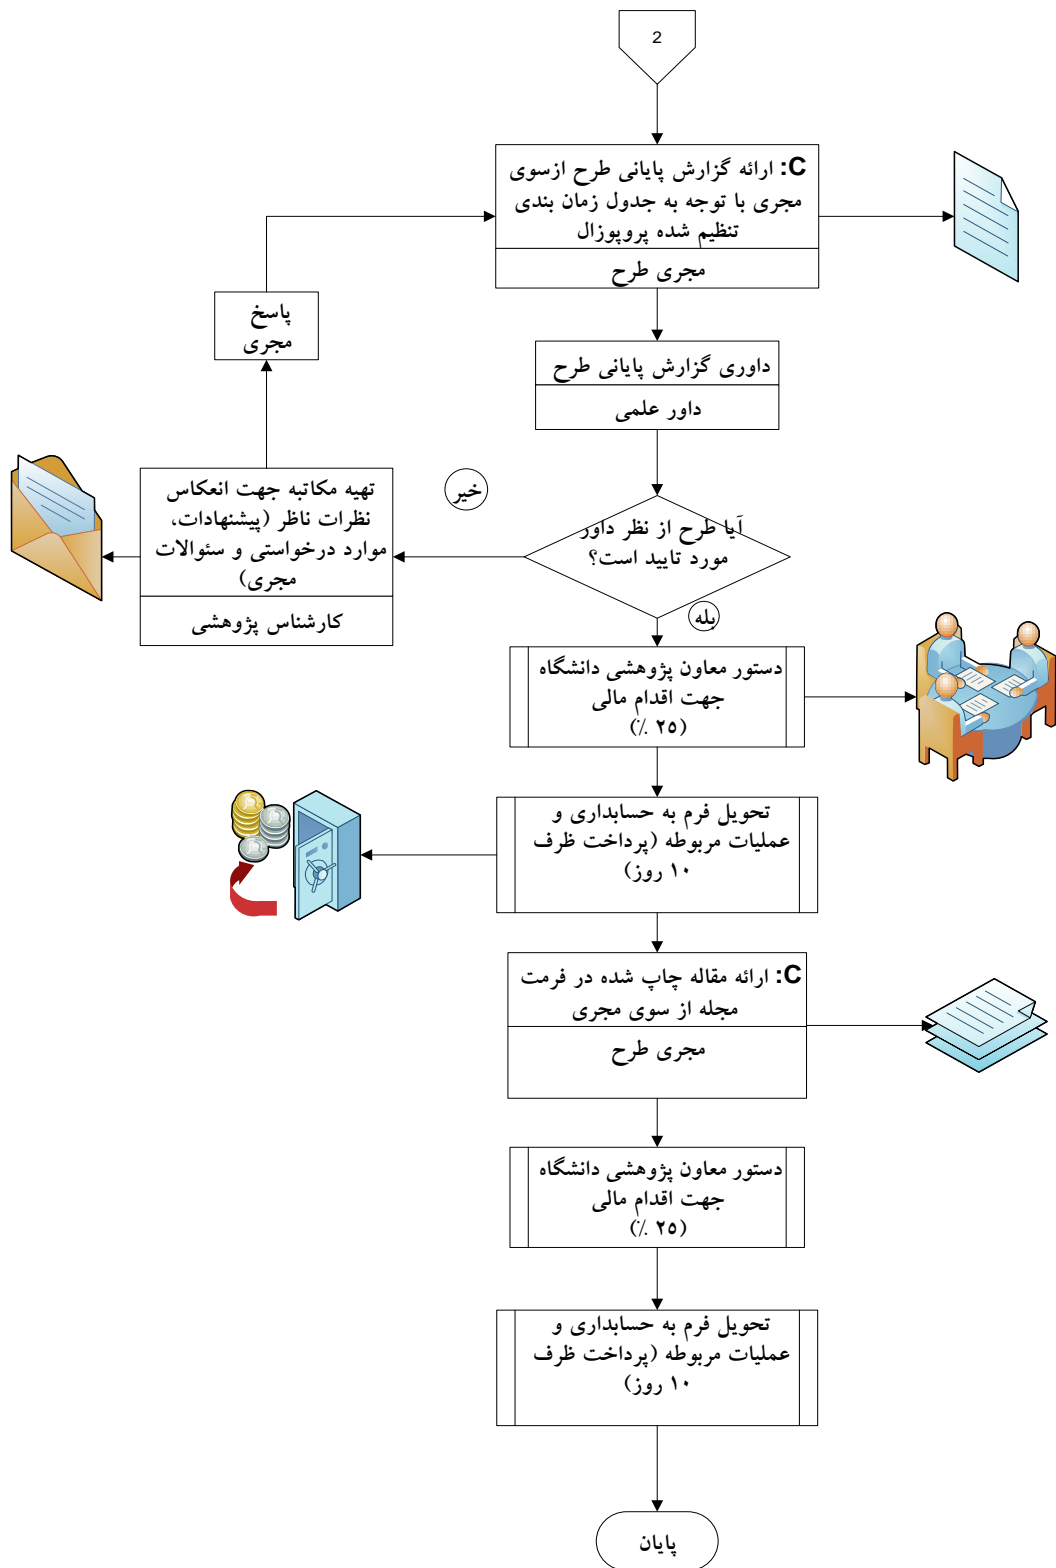 2
C: ارائه گزارش پایانی طرح ازسوی
مجری با توجه به جدول زمان بندی
تنظیم شده پروپوزال
مجری طرح
پاسخ
مجری
داوری گزارش پایانی طرح
داور علمی
تهیه مکاتبه جهت انعکاس
نظرات ناظر (پیشنهادات،
موارد درخواستی و سئوالات
مجری)
کارشناس پژوهشی
خیر
آیا طرح از نظر داور
مورد تایید است؟
بله
دستور معاون پژوهشی دانشگاه
جهت اقدام مالی
(۲۵ ٪)
تحویل فرم به حسابداری و
عملیات مربوطه (پرداخت ظرف
۱۰ روز)
C: ارائه مقاله چاپ شده در فرمت
مجله از سوی مجری
مجری طرح
دستور معاون پژوهشی دانشگاه
جهت اقدام مالی
(۲۵ ٪)
تحویل فرم به حسابداری و
عملیات مربوطه (پرداخت ظرف
۱۰ روز)
پایان